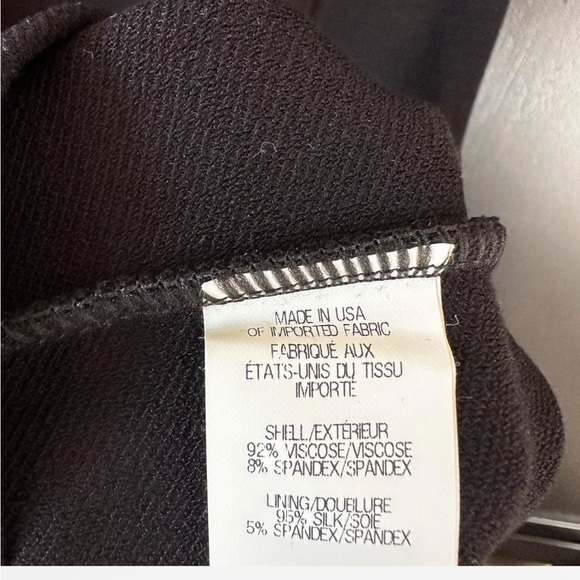 MADE IN USA
OF IMPORTED FABRIC
FABRIQUÉ AUX
ÉTATS-UNIS DU TISSU
IMPORTÉ
SHELL/EXTÉRIEUR
92% VISCOSE/VISCOSE
8% SPANDEX/SPANDEX
LINING/DOUBLURE
95% SILK/SOIE
5% SPANDEX/SPANDEX